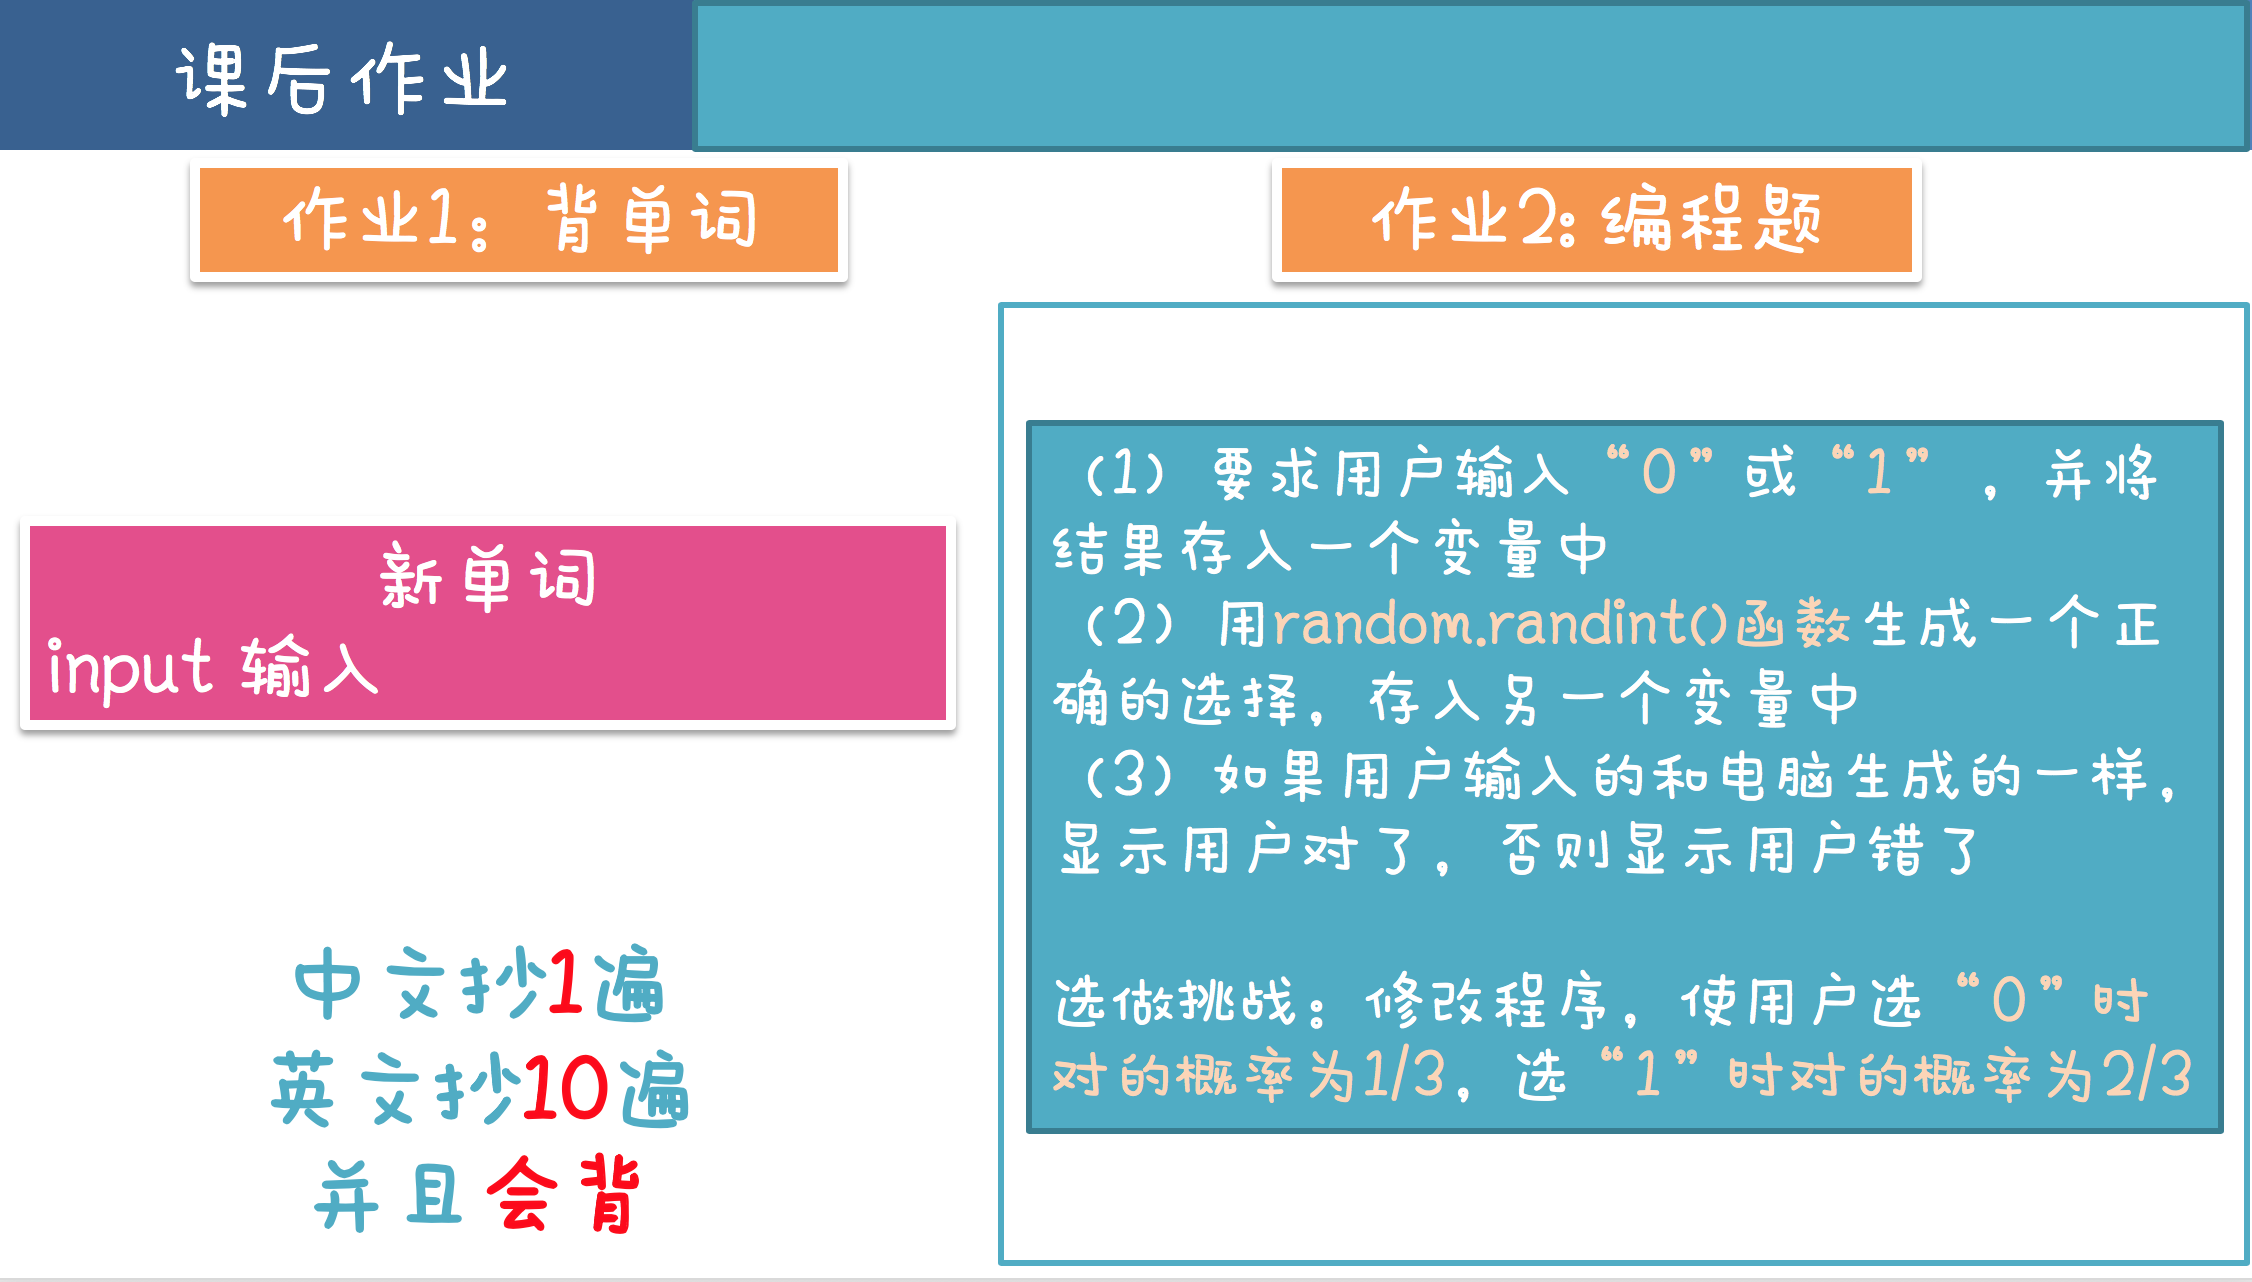 课后作业
作业1：背单词
新单词
input 输入
中文抄1遍
英文抄10遍
并且会背
作业2：编程题
（1）要求用户输入“0”或“1”，并将
结果存入一个变量中
（2）用random.randint()函数生成一个正
确的选择，存入另一个变量中
（3）如果用户输入的和电脑生成的一样，
显示用户对了，否则显示用户错了
选做挑战：修改程序，使用户选“0”时
对的概率为1/3，选“1”时对的概率为2/3